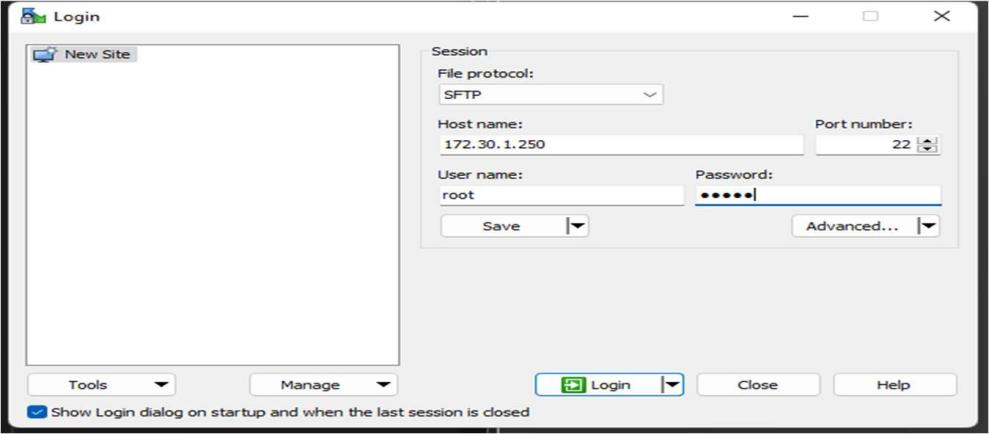 Login
New Site
Session
File protocol:
SFTP
Host name:
Port number:
172.30.1.250
22
User name:
Password:
root
●●●●●
Save
Advanced...
Tools
Manage
Login
Close
Help
Show Login dialog on startup and when the last session is closed